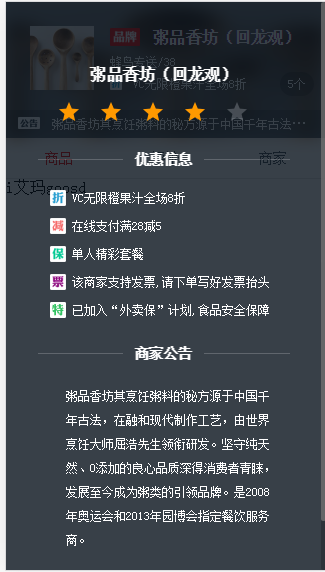 品牌 粥品香坊（回龙观）
蜂鸟专送/38
粥品香坊（回龙观）
VC无限橙果汁全场8折 5个
公告 粥品香坊其烹饪粥料的秘方源于中国千年古法…
商品 商家
i艾玛goosd
优惠信息
折 VC无限橙果汁全场8折
减 在线支付满28减5
保 单人精彩套餐
票 该商家支持发票,请下单写好发票抬头
特 已加入“外卖保”计划,食品安全保障
商家公告
粥品香坊其烹饪粥料的秘方源于中国千
年古法，在融和现代制作工艺，由世界
烹饪大师屈浩先生领衔研发。坚守纯天
然、0添加的良心品质深得消费者青睐，
发展至今成为粥类的引领品牌。是2008
年奥运会和2013年园博会指定餐饮服务
商。